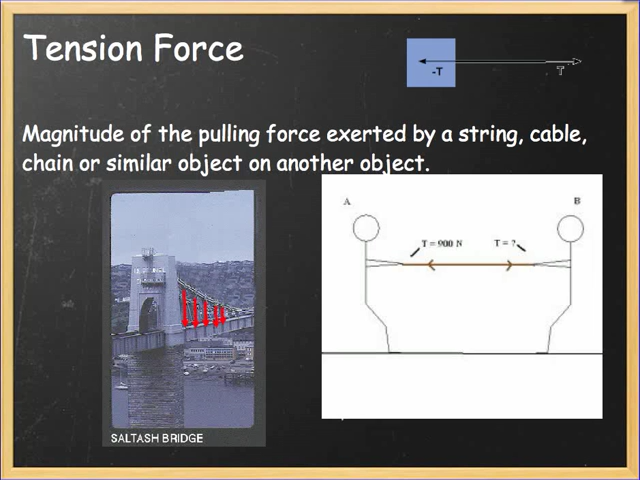 Tension Force
-T
T
Magnitude of the pulling force exerted by a string, cable,
chain or similar object on another object.
A
B
T = 900 N
T = ?
SALTASH BRIDGE